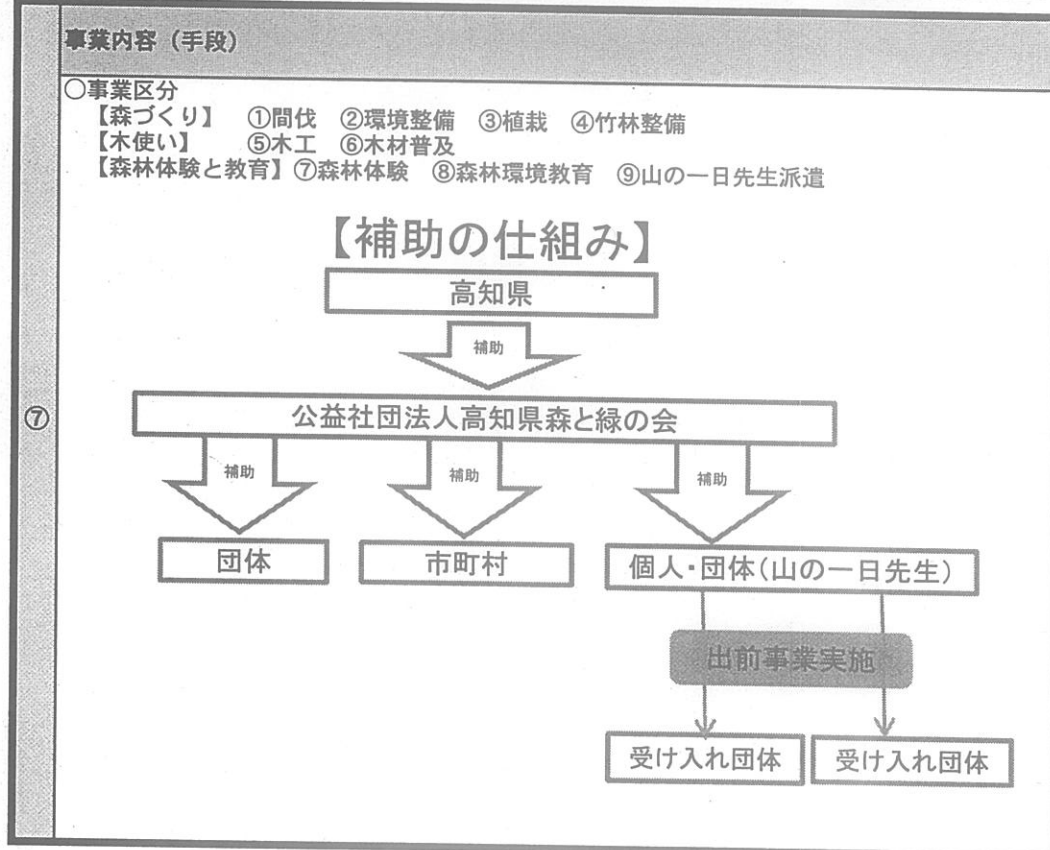 事業内容（手段）
○事業区分
【森づくり】　①間伐　②環境整備　③植栽　④竹林整備
【木使い】　⑤木工　⑥木材普及
【森林体験と教育】⑦森林体験　⑧森林環境教育　⑨山の一日先生派遣
【補助の仕組み】
高知県
補助
⑦
公益社団法人高知県森と緑の会
補助　補助　補助
団体　市町村　個人・団体（山の一日先生）
出前事業実施
受け入れ団体　受け入れ団体